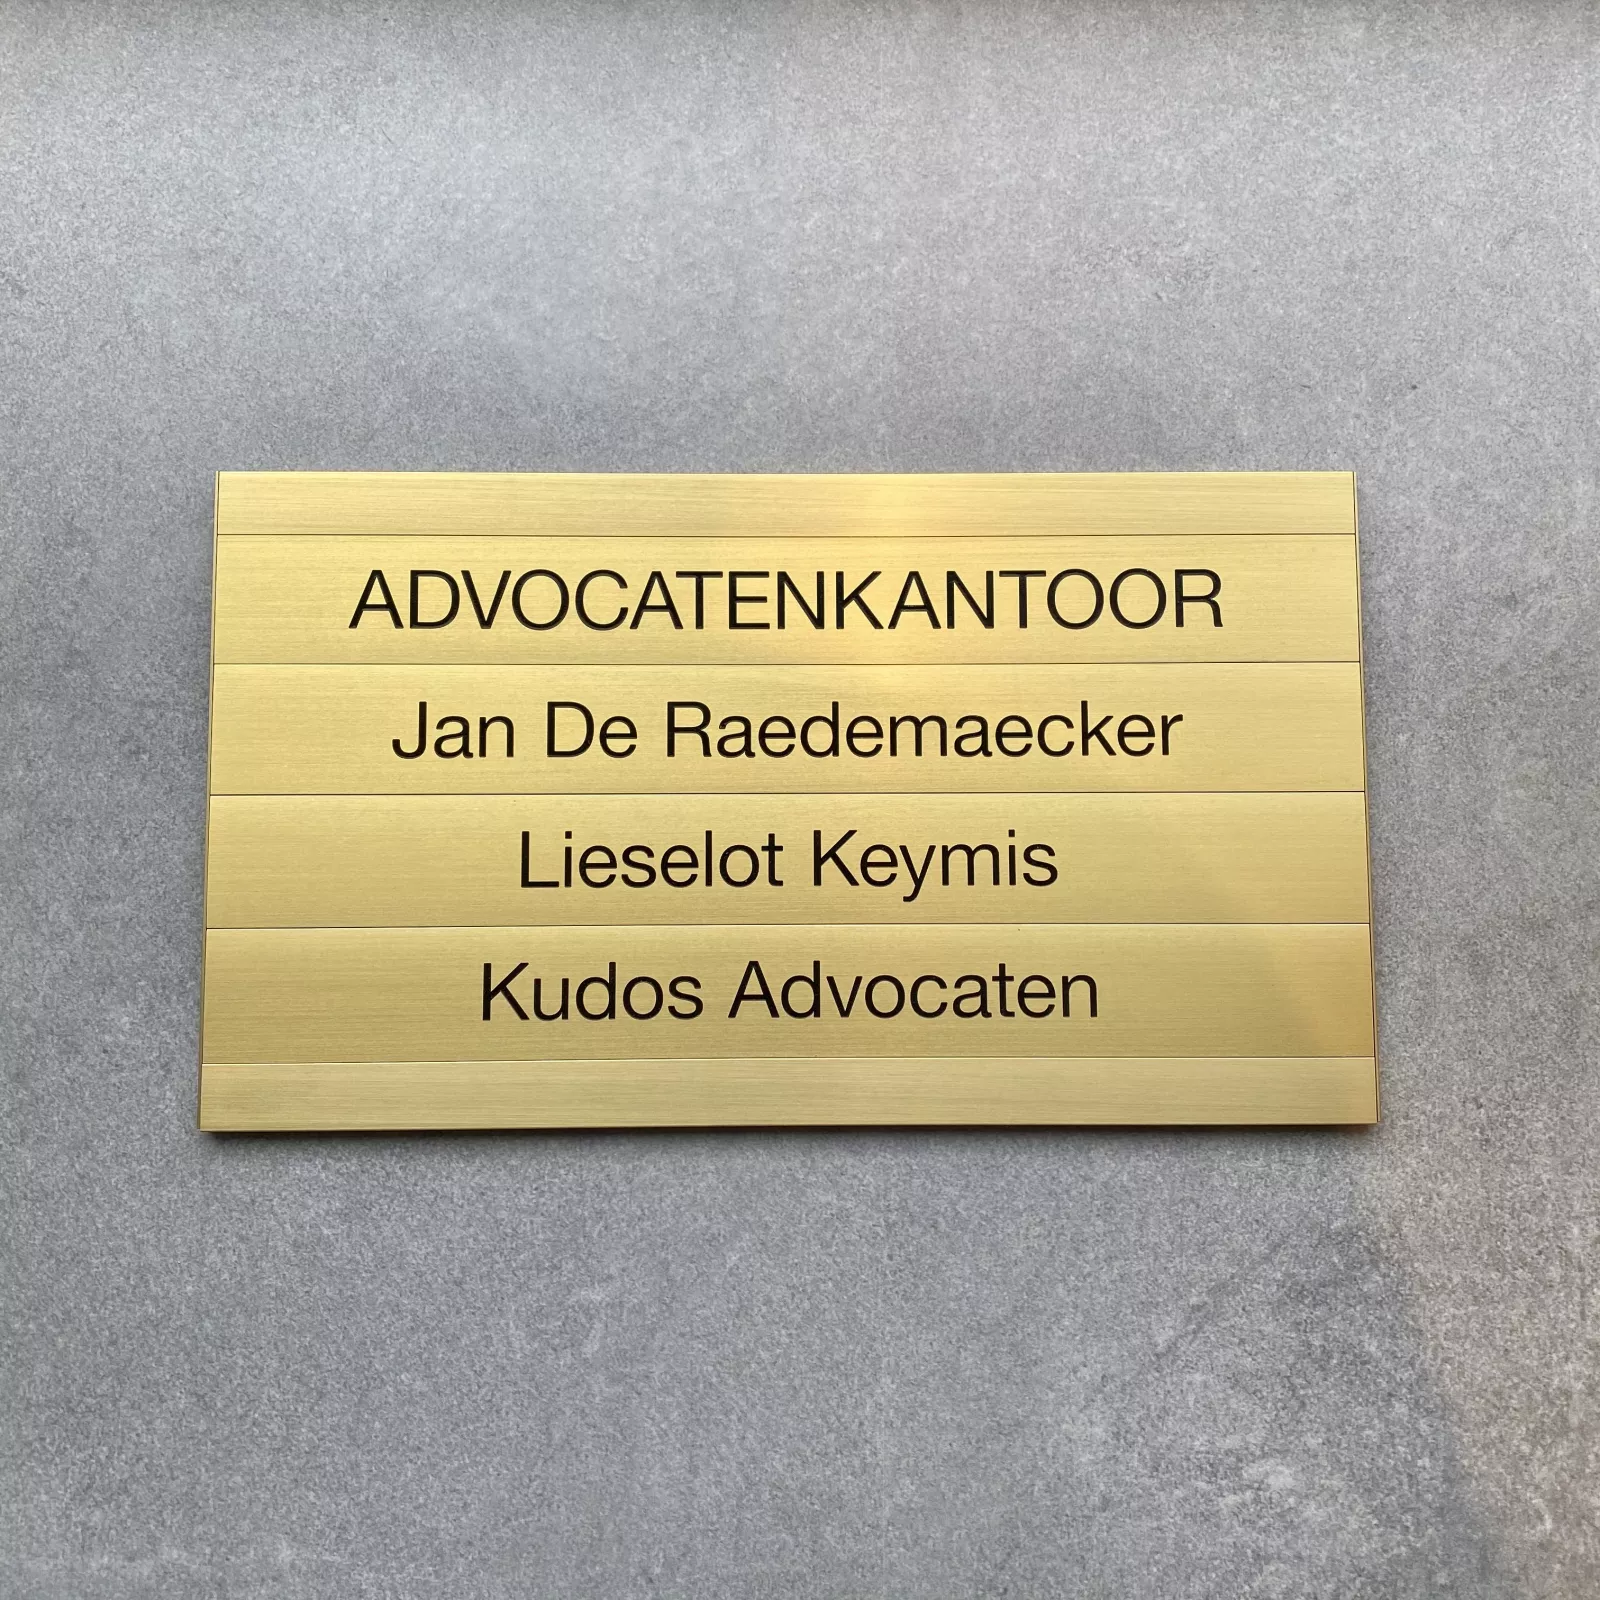 ADVOCATENKANTOOR
Jan De Raedemaecker
Lieselot Keymis
Kudos Advocaten